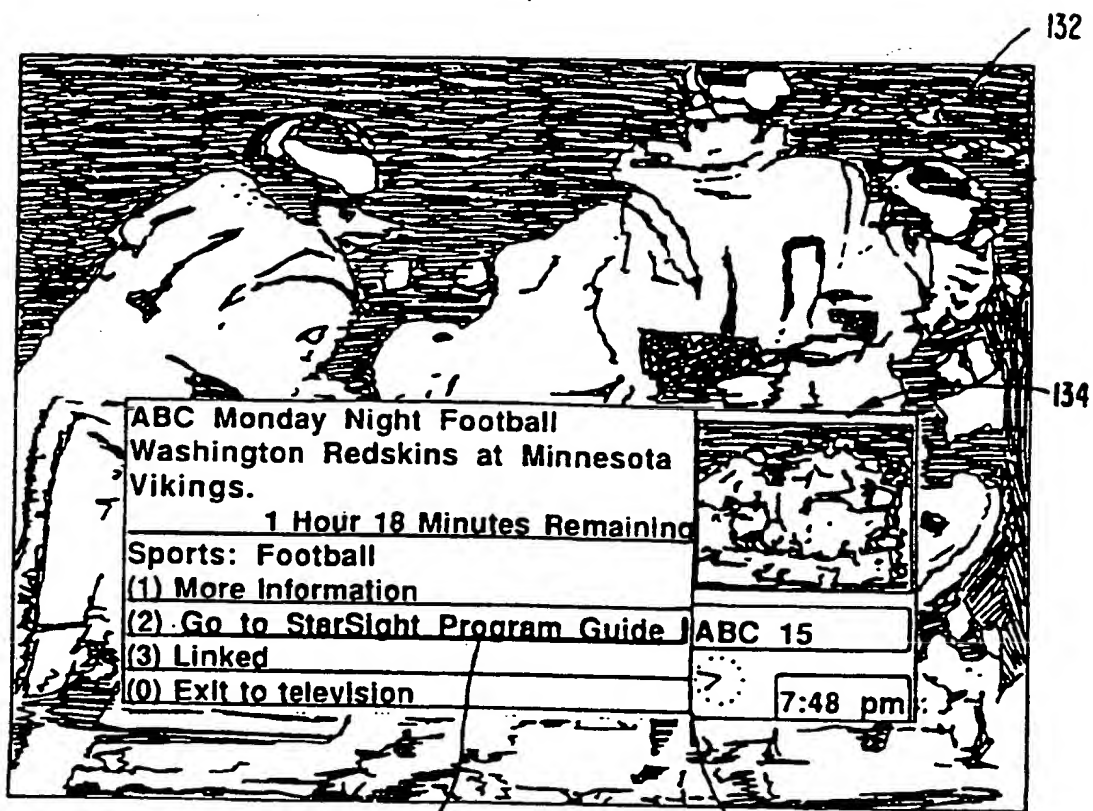 132
134
ABC Monday Night Football
Washington Redskins at Minnesota
Vikings.
1 Hour 18 Minutes Remaining
Sports: Football
(1) More Information
(2) Go to StarSight Program Guide
(3) Linked
(0) Exit to television
ABC 15
7:48 pm